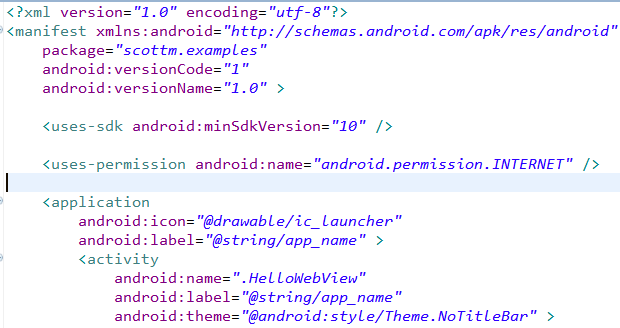 <?xml version="1.0" encoding="utf-8"?>
<manifest xmlns:android="http://schemas.android.com/apk/res/android"
    package="scottm.examples"
    android:versionCode="1"
    android:versionName="1.0" >

    <uses-sdk android:minSdkVersion="10" />

    <uses-permission android:name="android.permission.INTERNET" />

    <application
        android:icon="@drawable/ic_launcher"
        android:label="@string/app_name" >
        <activity
            android:name=".HelloWebView"
            android:label="@string/app_name"
            android:theme="@android:style/Theme.NoTitleBar" >